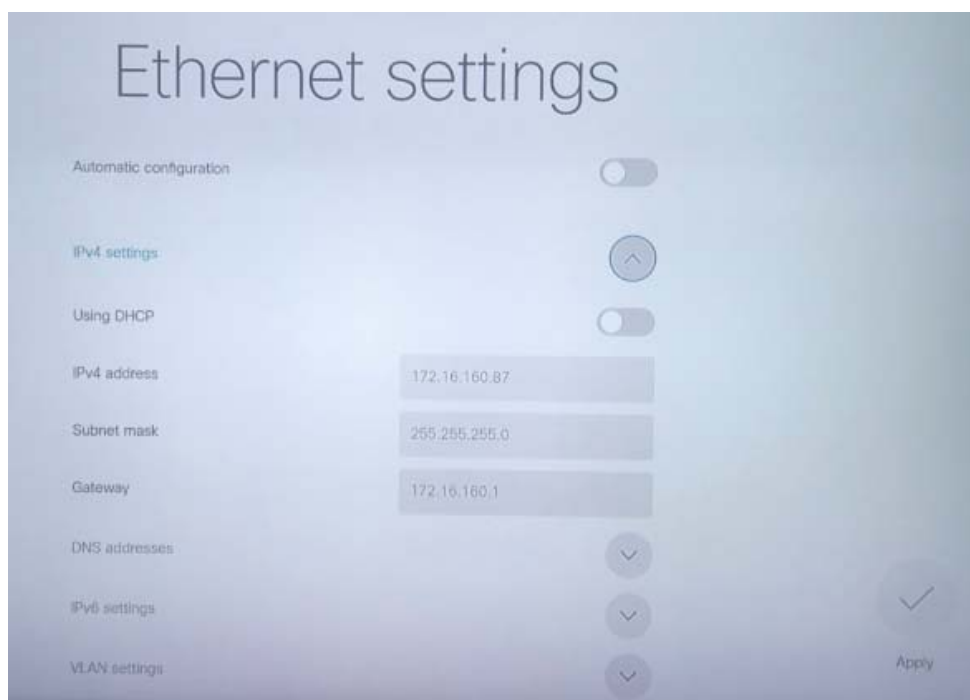 Ethernet settings
Automatic configuration
IPv4 settings
Using DHCP
IPv4 address 172.16.160.87
Subnet mask 255.255.255.0
Gateway 172.16.160.1
DNS addresses
IPv6 settings
VLAN settings
Apply